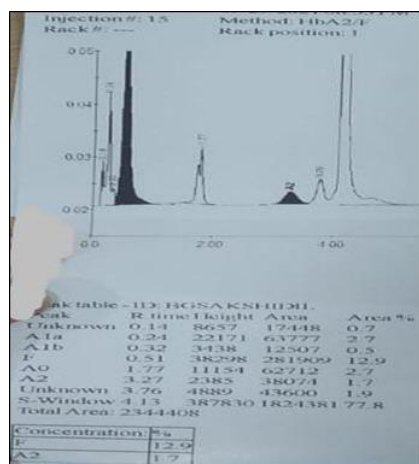 Injection #: 15 Method: HbA2/F
Rack #: --- Rack position: 1
0.05
0.04
0.03
0.02
0.0 2.00 4.00
A2
Peak table - ID:
Peak R.time Height Area Area %
Unknown 0.14 8657 17448 0.7
A1a 0.24 22171 63777 2.7
A1b 0.32 3438 12507 0.5
F 0.51 38298 281909 12.9
A0 1.77 11154 62712 2.7
A2 3.27 2385 38074 1.7
Unknown 3.76 4889 43600 1.9
S-Window 4.13 387830 1824381 77.8
Total Area: 2344408
Concentration: %
F 12.9
A2 1.7